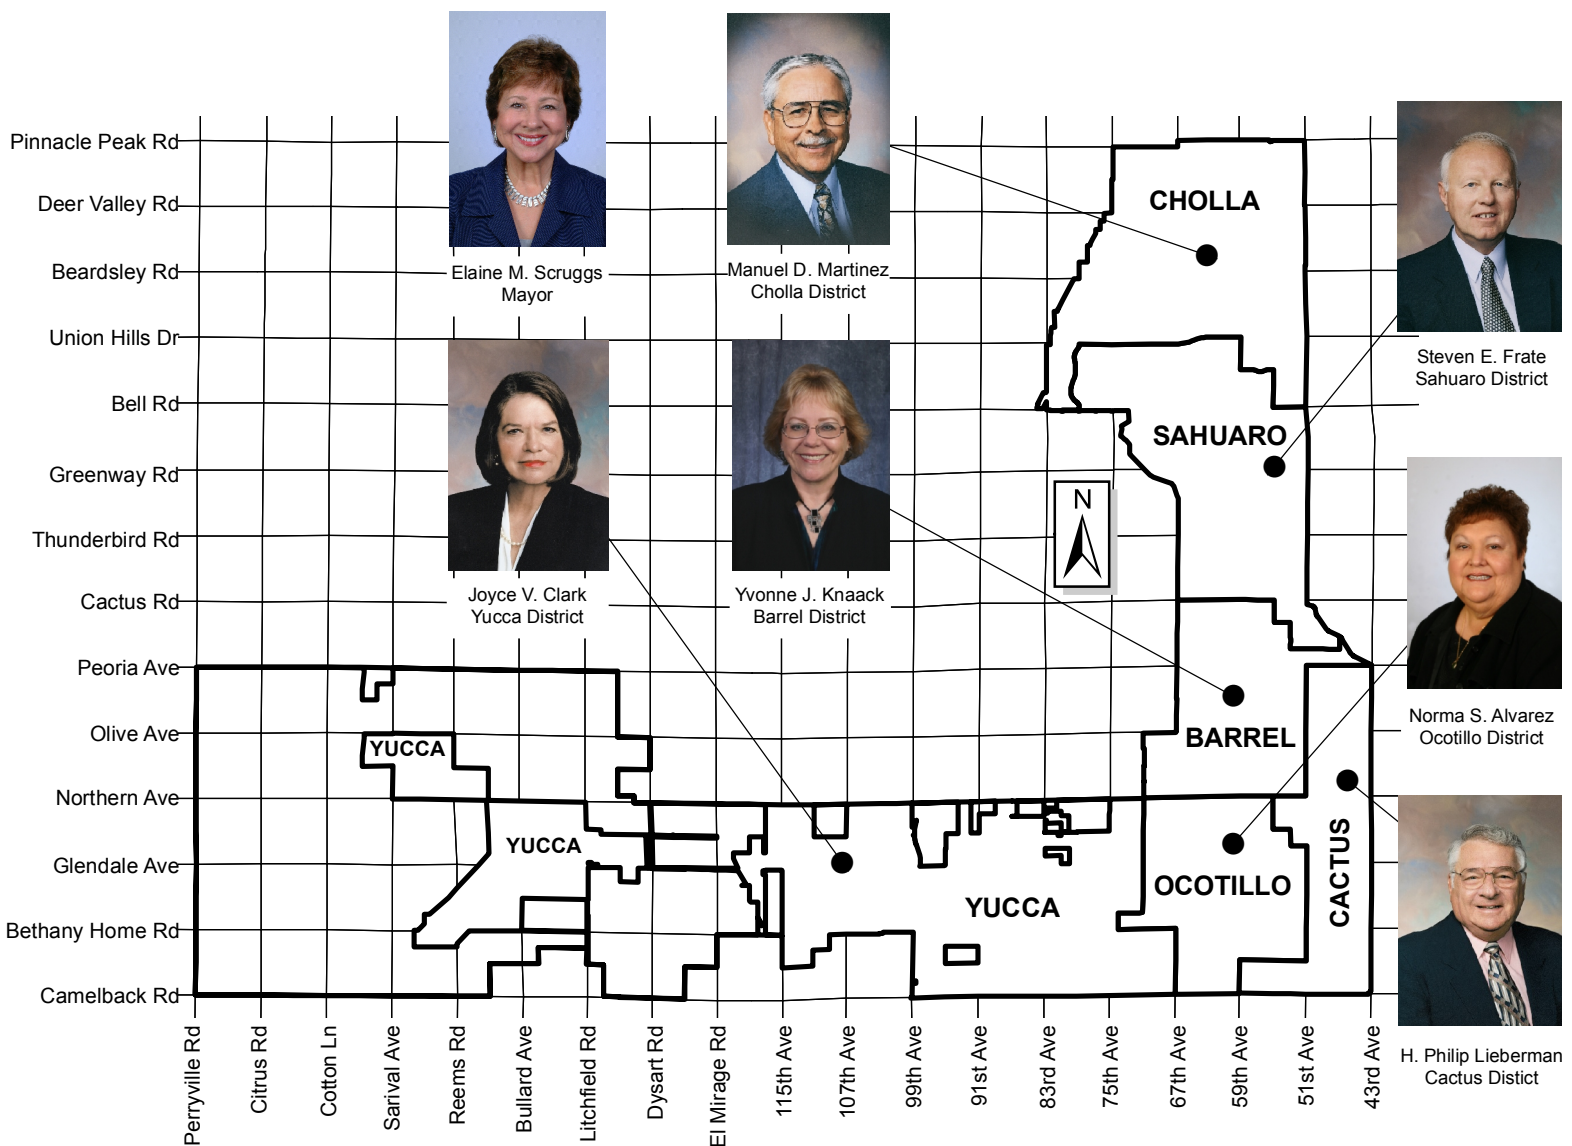 Pinnacle Peak Rd
Deer Valley Rd
Beardsley Rd
Union Hills Dr
Bell Rd
Greenway Rd
Thunderbird Rd
Cactus Rd
Peoria Ave
Olive Ave
Northern Ave
Glendale Ave
Bethany Home Rd
Camelback Rd
Elaine M. Scruggs
Mayor
Manuel D. Martinez
Cholla District
Joyce V. Clark
Yucca District
Yvonne J. Knaack
Barrel District
Steven E. Frate
Sahuaro District
Norma S. Alvarez
Ocotillo District
H. Philip Lieberman
Cactus Distict
CHOLLA
SAHUARO
N
BARREL
YUCCA
YUCCA
YUCCA
OCOTILLO
CACTUS
Perryville Rd
Citrus Rd
Cotton Ln
Sarival Ave
Reems Rd
Bullard Ave
Litchfield Rd
Dysart Rd
El Mirage Rd
115th Ave
107th Ave
99th Ave
91st Ave
83rd Ave
75th Ave
67th Ave
59th Ave
51st Ave
43rd Ave